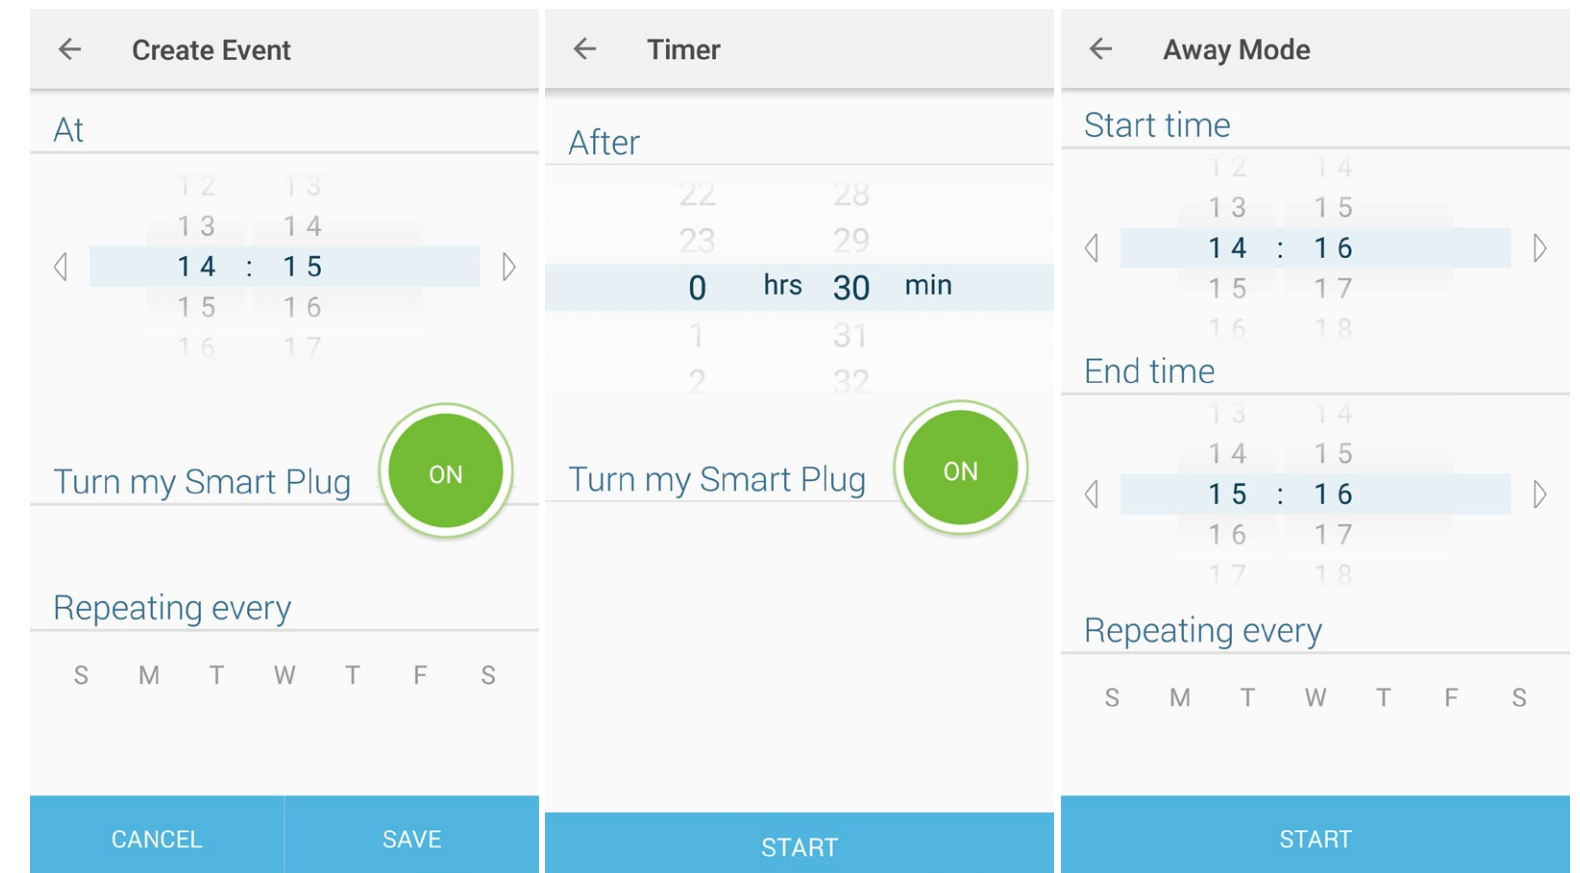 Create Event
At
12 13
13 14
14 : 15
15 16
16 17
Turn my Smart Plug ON
Repeating every
S M T W T F S
CANCEL SAVE
Timer
After
22 28
23 29
0 hrs 30 min
1 31
2 32
Turn my Smart Plug ON
START
Away Mode
Start time
12 14
13 15
14 : 16
15 17
16 18
End time
13 14
14 15
15 : 16
16 17
17 18
Repeating every
S M T W T F S
START